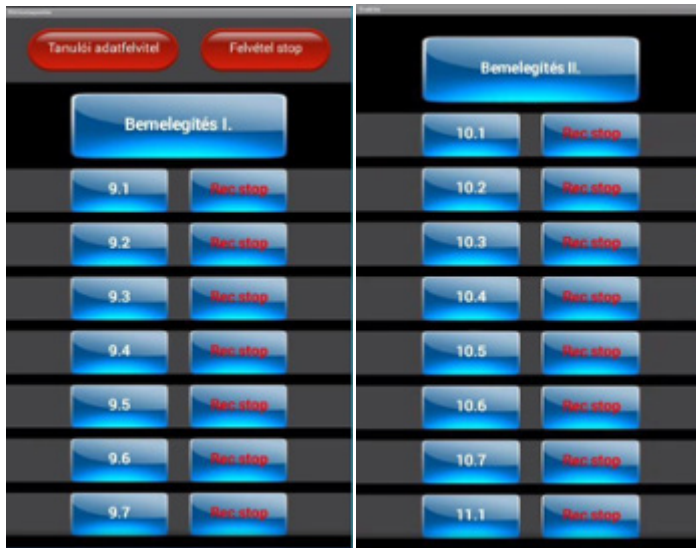 Tanulói adatfelvitel Felvétel stop
Bemelegítés I.
9.1 Rec stop
9.2 Rec stop
9.3 Rec stop
9.4 Rec stop
9.5 Rec stop
9.6 Rec stop
9.7 Rec stop
Bemelegítés II.
10.1 Rec stop
10.2 Rec stop
10.3 Rec stop
10.4 Rec stop
10.5 Rec stop
10.6 Rec stop
10.7 Rec stop
11.1 Rec stop